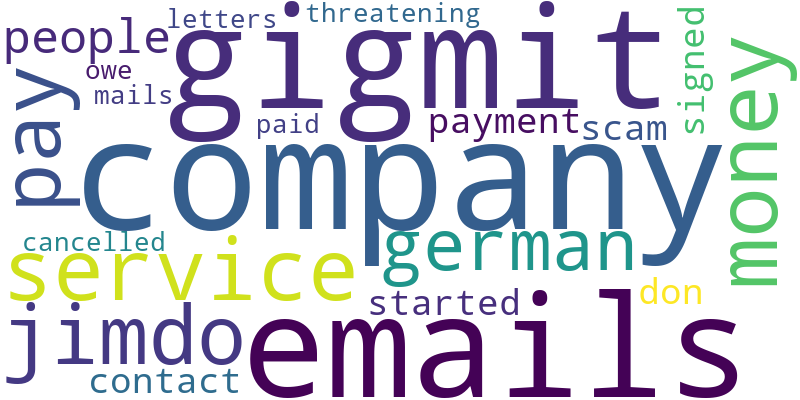 letters
threatening
people
gigmit
signed
owe
mails
pay
paid
payment
scam
money
company
cancelled
german
service
don
started
jimdo
emails
contact